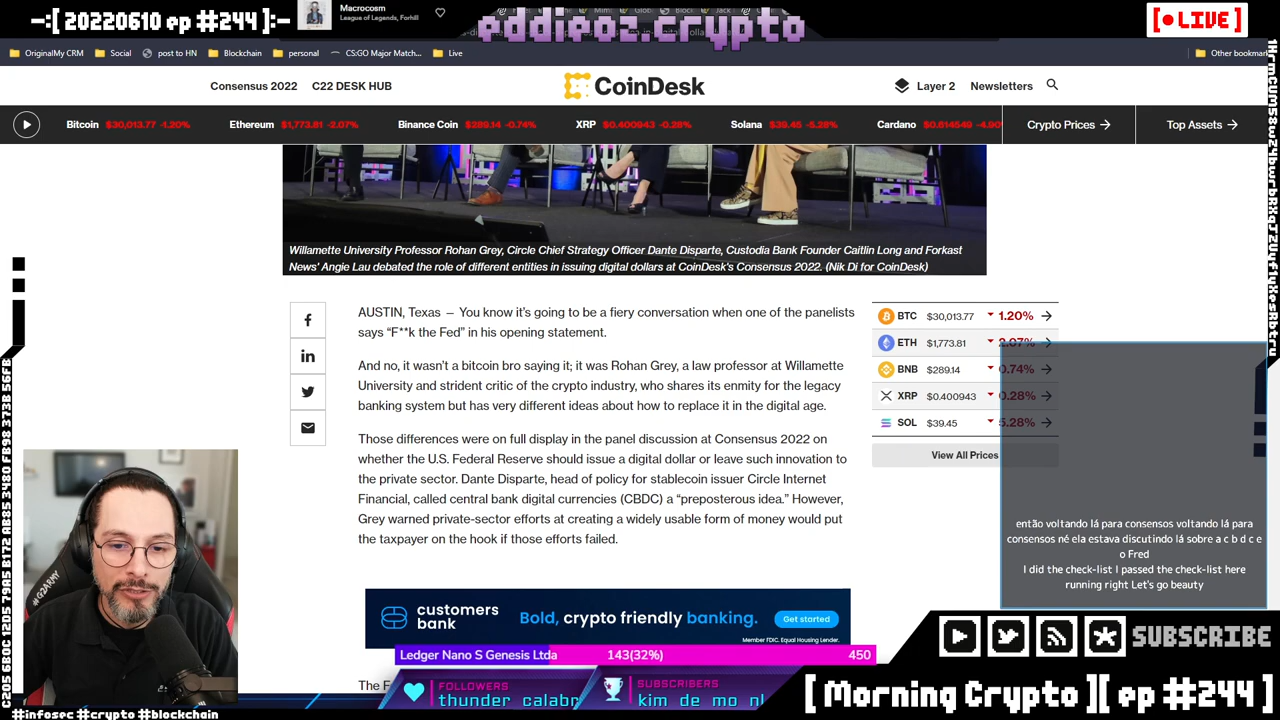 -:[ 20220610 ep #244 ]:-
Macrocosm
League of Legends, Forhill
eddieoz.crypto
[ • LIVE ]
OriginalMy CRM
Social
post to HN
Blockchain
personal
CS:GO Major Match...
Live
Other bookmar
Consensus 2022
C22 DESK HUB
CoinDesk
Layer 2
Newsletters
Bitcoin $30,013.77 -1.20%
Ethereum $1,773.81 -2.07%
Binance Coin $289.14 -0.74%
XRP $0.400943 -0.28%
Solana $39.45 -5.28%
Cardano $0.614549 -4.90
Crypto Prices →
Top Assets →
Willamette University Professor Rohan Grey, Circle Chief Strategy Officer Dante Disparte, Custodia Bank Founder Caitlin Long and Forkast
News' Angie Lau debated the role of different entities in issuing digital dollars at CoinDesk's Consensus 2022. (Nik Di for CoinDesk)
AUSTIN, Texas — You know it's going to be a fiery conversation when one of the panelists
says "F**k the Fed" in his opening statement.
And no, it wasn't a bitcoin bro saying it; it was Rohan Grey, a law professor at Willamette
University and strident critic of the crypto industry, who shares its enmity for the legacy
banking system but has very different ideas about how to replace it in the digital age.
Those differences were on full display in the panel discussion at Consensus 2022 on
whether the U.S. Federal Reserve should issue a digital dollar or leave such innovation to
the private sector. Dante Disparte, head of policy for stablecoin issuer Circle Internet
Financial, called central bank digital currencies (CBDC) a "preposterous idea." However,
Grey warned private-sector efforts at creating a widely usable form of money would put
the taxpayer on the hook if those efforts failed.
BTC $30,013.77 1.20% →
ETH $1,773.81 2.07% →
BNB $289.14 0.74% →
XRP $0.400943 0.28% →
SOL $39.45 5.28% →
View All Prices
então voltando lá para consensos voltando lá para
consensos né ela estava discutindo lá sobre a c b d c e
o Fred
I did the check-list I passed the check-list here
running right Let's go beauty
customers
bank
Bold, crypto friendly banking.
Get started
Member FDIC. Equal Housing Lender.
Ledger Nano S Genesis Ltda
143(32%)
450
The F
FOLLOWERS
thunder_calabr
SUBSCRIBERS
kim_de_mo_nl
#G2ARMY
SUBSCRIBE
[ Morning Crypto ][ ep #244 ]
#infosec #crypto #blockchain